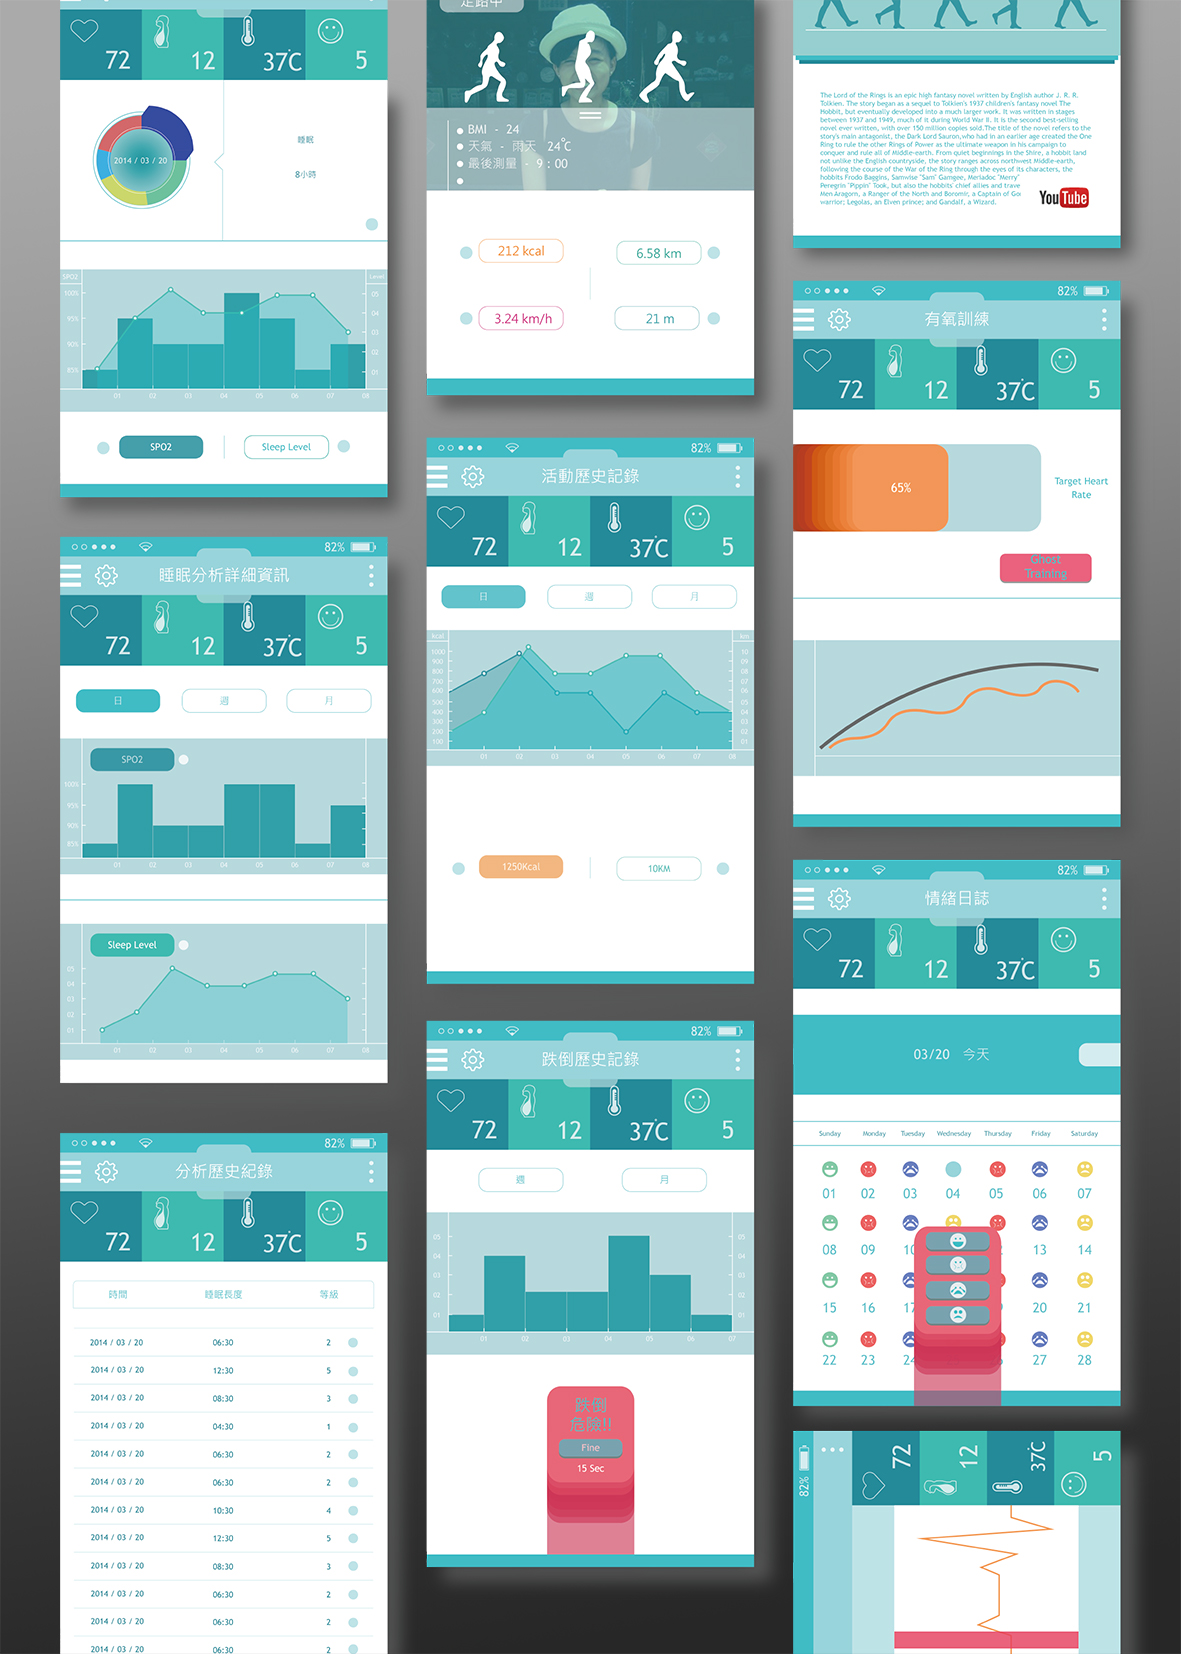 72 12 37°C 5
2014 / 03 / 20
睡眠
8小時
SPO2 Level
100% 05
95% 04
90% 03
02
85% 01
01 02 03 04 05 06 07 08
SPO2 Sleep Level
82%
睡眠分析詳細資訊
72 12 37°C 5
日 週 月
SPO2
100%
95%
90%
85%
01 02 03 04 05 06 07 08
Sleep Level
05
04
03
02
01
01 02 03 04 05 06 07 08
82%
分析歷史紀錄
72 12 37°C 5
時間 睡眠長度 等級
2014 / 03 / 20 06:30 2
2014 / 03 / 20 12:30 5
2014 / 03 / 20 08:30 3
2014 / 03 / 20 04:30 1
2014 / 03 / 20 06:30 2
2014 / 03 / 20 06:30 2
2014 / 03 / 20 10:30 4
2014 / 03 / 20 12:30 5
2014 / 03 / 20 08:30 3
2014 / 03 / 20 06:30 2
2014 / 03 / 20 06:30 2
2014 / 03 / 20 06:30 2
走路中
BMI - 24
天氣 - 雨天 24°C
最後測量 - 9 : 00
212 kcal 6.58 km
3.24 km/h 21 m
82%
活動歷史記錄
72 12 37°C 5
日 週 月
kcal km
1000 10
900 09
800 08
700 07
600 06
500 05
400 04
300 03
200 02
100 01
01 02 03 04 05 06 07 08
1250Kcal 10KM
82%
跌倒歷史記錄
72 12 37°C 5
週 月
05 05
04 04
03 03
02 02
01 01
01 02 03 04 05 06 07
跌倒
危險!!
Fine
15 Sec
The Lord of the Rings is an epic high fantasy novel written by English author J. R. R.
Tolkien. The story began as a sequel to Tolkien's 1937 children's fantasy novel The
Hobbit, but eventually developed into a much larger work. It was written in stages
between 1937 and 1949, much of it during World War II. It is the second best-selling
novel ever written, with over 150 million copies sold.The title of the novel refers to the
story's main antagonist, the Dark Lord Sauron,who had in an earlier age created the One
Ring to rule the other Rings of Power as the ultimate weapon in his campaign to
conquer and rule all of Middle-earth. From quiet beginnings in the Shire, a hobbit land
not unlike the English countryside, the story ranges across northwest Middle-earth,
following the course of the War of the Ring through the eyes of its characters, the
hobbits Frodo Baggins, Samwise "Sam" Gamgee, Meriadoc "Merry"
Peregrin "Pippin" Took, but also the hobbits' chief allies and trave
Men Aragorn, a Ranger of the North and Boromir, a Captain of Go
warrior; Legolas, an Elven prince; and Gandalf, a Wizard.
YouTube
82%
有氧訓練
72 12 37°C 5
65%
Target Heart
Rate
Ghost
Training
82%
情緒日誌
72 12 37°C 5
03/20 今天
Sunday Monday Tuesday Wednesday Thursday Friday Saturday
01 02 03 04 05 06 07
08 09 10 13 14
15 16 17 20 21
22 23 24 27 28
82%
72 12 37°C 5